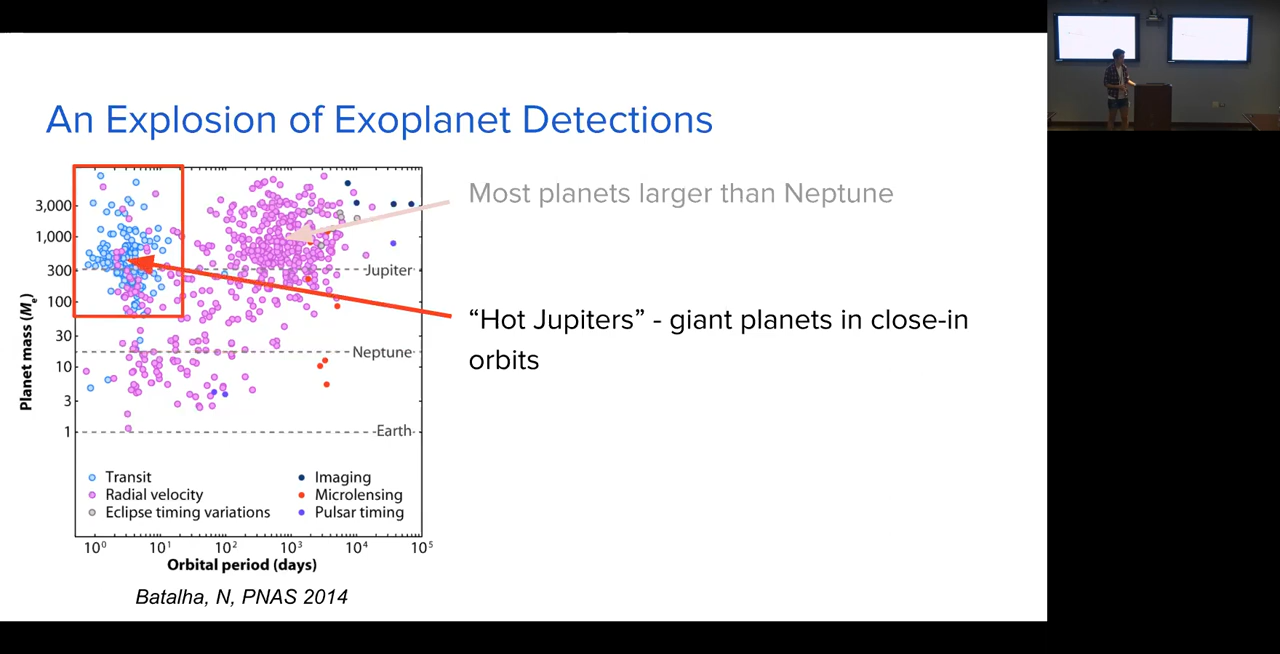 An Explosion of Exoplanet Detections
Most planets larger than Neptune
"Hot Jupiters" - giant planets in close-in
orbits
Planet mass (Mₑ)
3,000
1,000
300
100
30
10
3
1
Jupiter
Neptune
Earth
Transit
Radial velocity
Eclipse timing variations
Imaging
Microlensing
Pulsar timing
10⁰ 10¹ 10² 10³ 10⁴ 10⁵
Orbital period (days)
Batalha, N, PNAS 2014